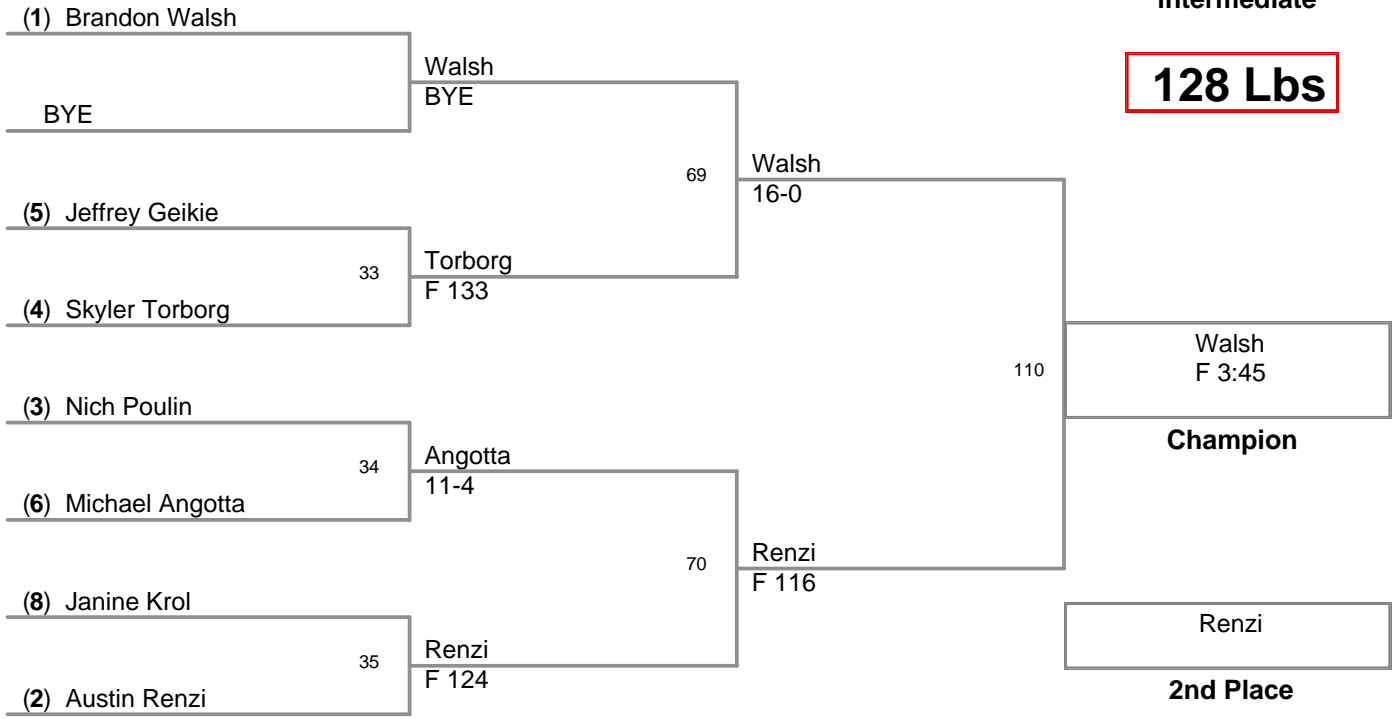 Intermediate
128 Lbs
(1) Brandon Walsh
BYE
(5) Jeffrey Geikie
(4) Skyler Torborg
(3) Nich Poulin
(6) Michael Angotta
(8) Janine Krol
(2) Austin Renzi
Walsh
BYE
33
Torborg
F 133
34
Angotta
11-4
35
Renzi
F 124
69
Walsh
16-0
70
Renzi
F 116
110
Walsh
F 3:45
Champion
Renzi
2nd Place